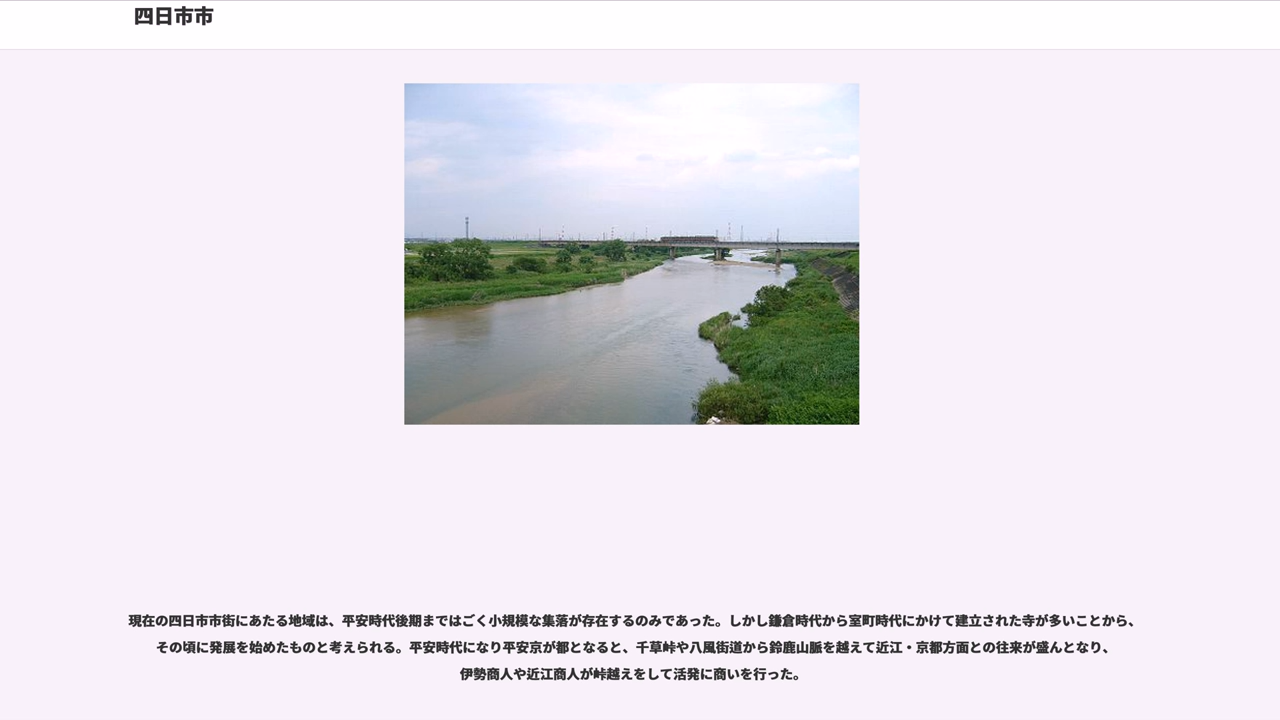 四日市市
現在の四日市市街にあたる地域は、平安時代後期まではごく小規模な集落が存在するのみであった。しかし鎌倉時代から室町時代にかけて建立された寺が多いことから、
その頃に発展を始めたものと考えられる。平安時代になり平安京が都となると、千草峠や八風街道から鈴鹿山脈を越えて近江・京都方面との往来が盛んとなり、
伊勢商人や近江商人が峠越えをして活発に商いを行った。